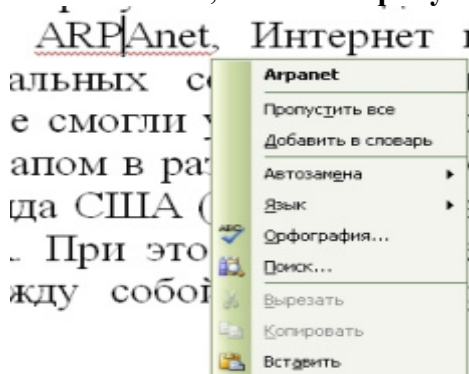 ARPAnet, Интернет
альных
Arpanet
е смогли
Пропустить все
Добавить в словарь
апом в
Автозамена
да США (
Язык
Орфография...
При это
Поиск...
жду собой
Вырезать
Копировать
Вставить